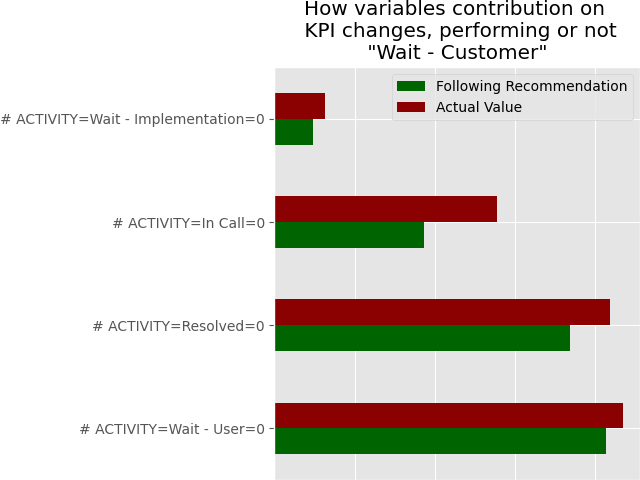 How variables contribution on
KPI changes, performing or not
"Wait - Customer"
Following Recommendation
Actual Value
# ACTIVITY=Wait - Implementation=0
# ACTIVITY=In Call=0
# ACTIVITY=Resolved=0
# ACTIVITY=Wait - User=0